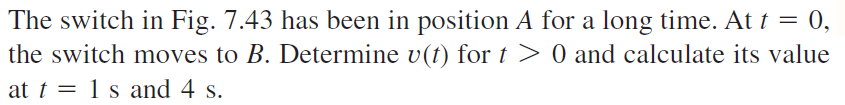 The switch in Fig. 7.43 has been in position A for a long time. At t = 0,
the switch moves to B. Determine v(t) for t > 0 and calculate its value
at t = 1 s and 4 s.